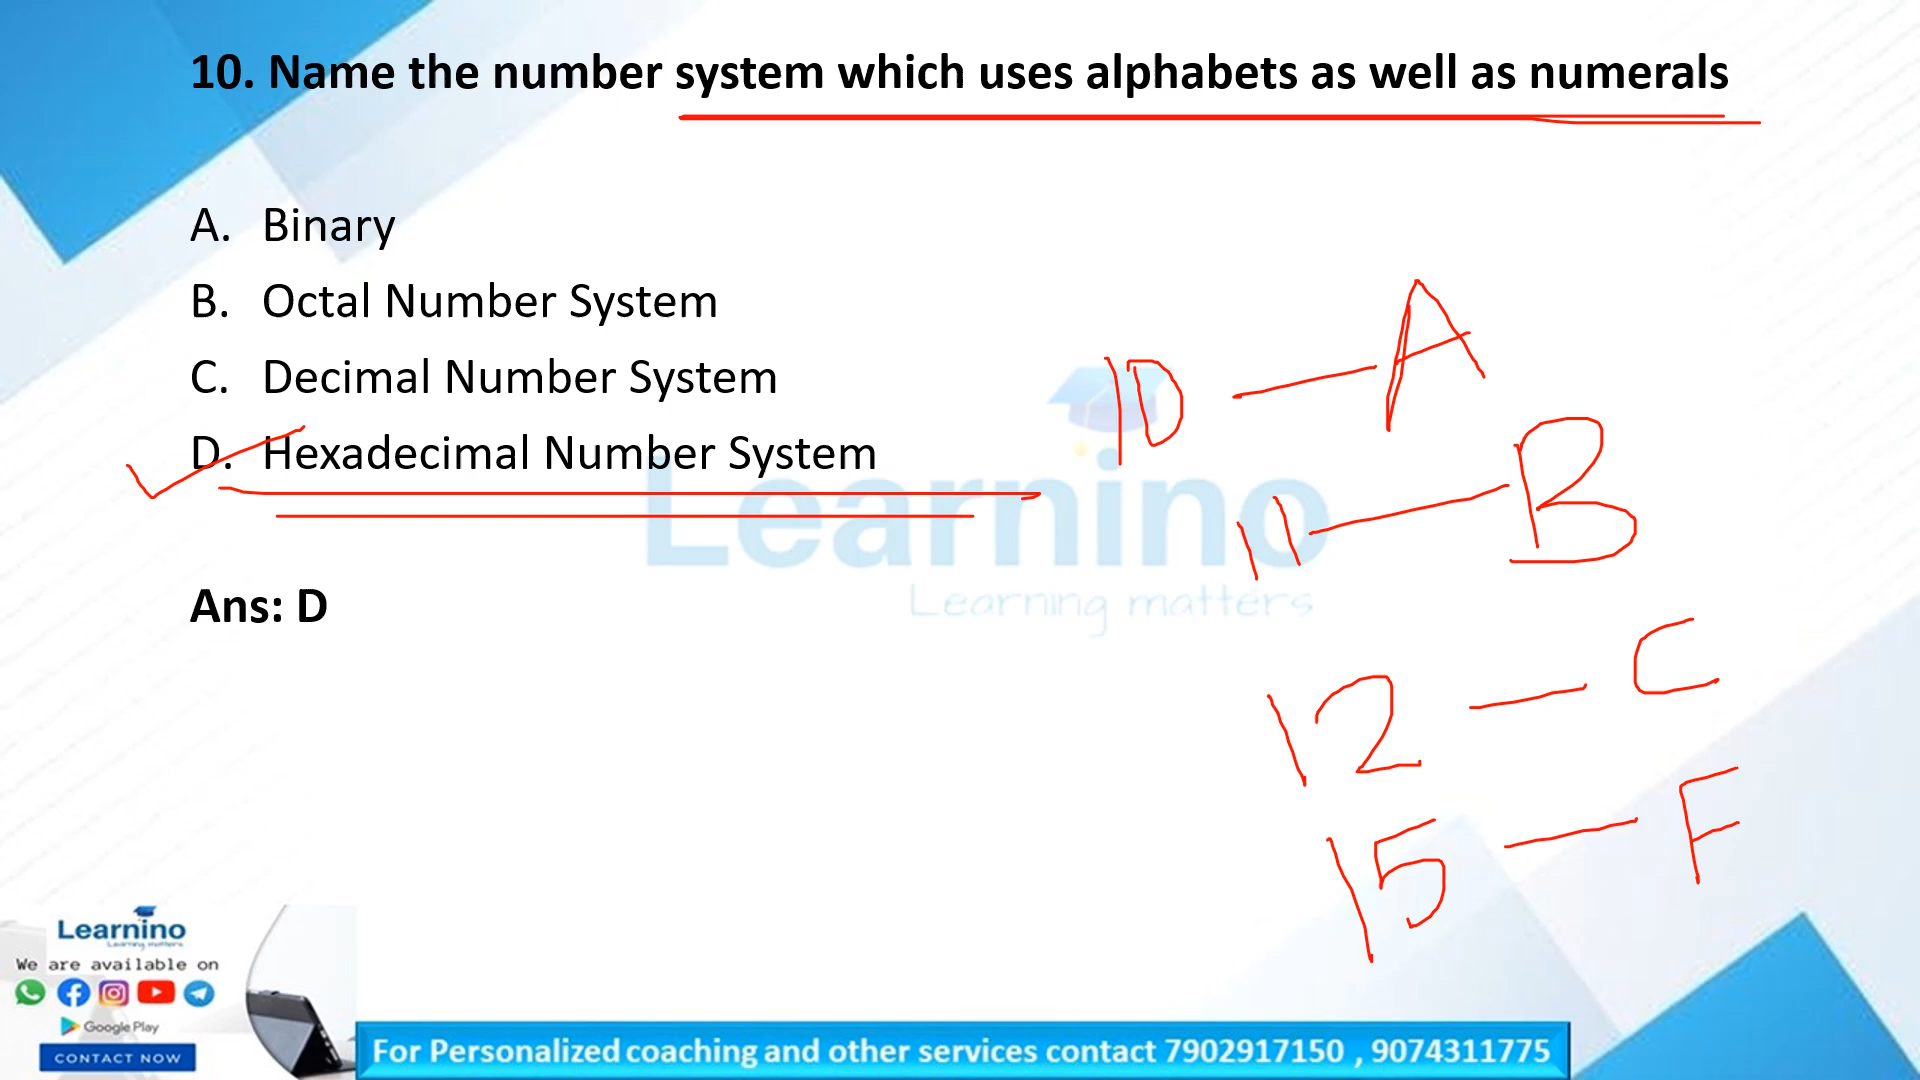 10. Name the number system which uses alphabets as well as numerals
A. Binary
B. Octal Number System
C. Decimal Number System
D. Hexadecimal Number System
Ans: D
10 — A
11 — B
12 — C
15 — F
Learnino
Learning matters
Learnino
Learning matters
We are available on
Google Play
CONTACT NOW
For Personalized coaching and other services contact 7902917150 , 9074311775